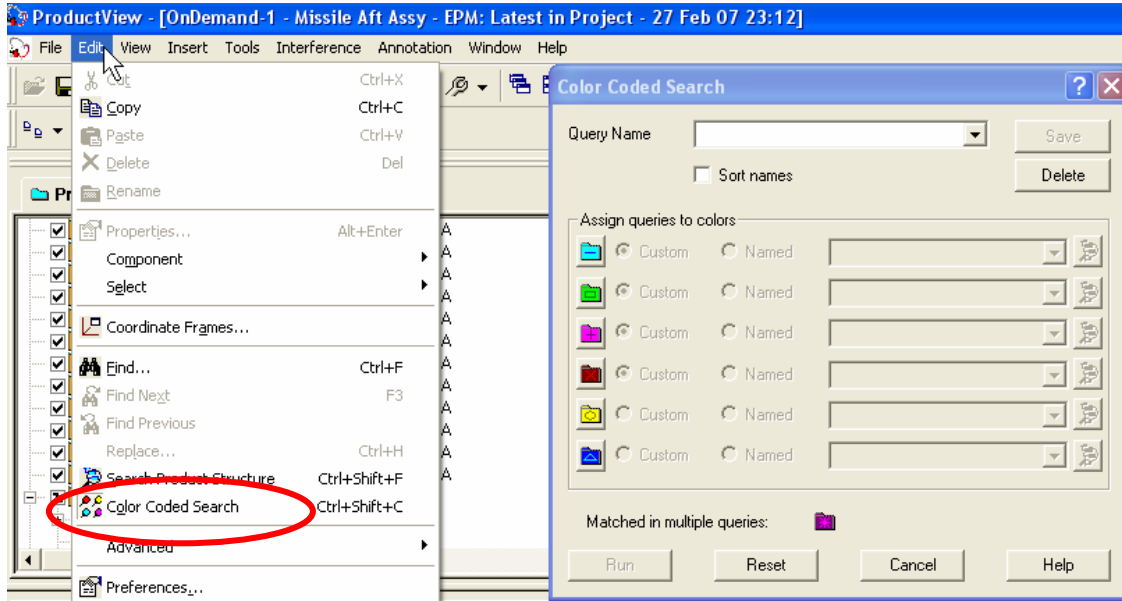 ProductView - [OnDemand-1 - Missile Aft Assy - EPM: Latest in Project - 27 Feb 07 23:12]
File Edit View Insert Tools Interference Annotation Window Help
Cut Ctrl+X
Copy Ctrl+C
Paste Ctrl+V
Delete Del
Rename
Properties... Alt+Enter
Component
Select
Coordinate Frames...
Find... Ctrl+F
Find Next F3
Find Previous
Replace... Ctrl+H
Search Product Structure Ctrl+Shift+F
Color Coded Search Ctrl+Shift+C
Advanced
Preferences...
Pr
A
A
A
A
A
A
A
A
A
A
A
A
Color Coded Search
Query Name Save
Sort names Delete
Assign queries to colors
Custom Named
Custom Named
Custom Named
Custom Named
Custom Named
Custom Named
Matched in multiple queries:
Run Reset Cancel Help